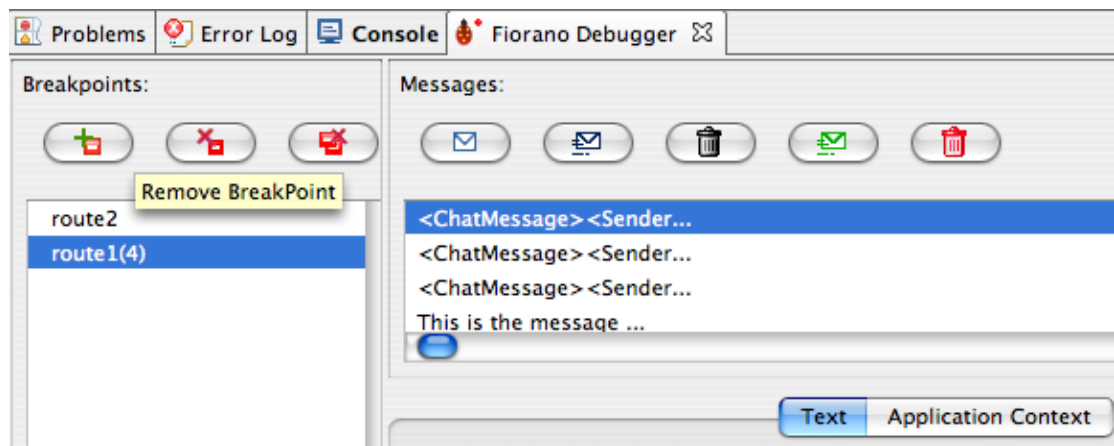 Problems Error Log Console Fiorano Debugger
Breakpoints:
Messages:
Remove BreakPoint
route2
route1(4)
<ChatMessage><Sender...
<ChatMessage><Sender...
<ChatMessage><Sender...
This is the message ...
Text Application Context